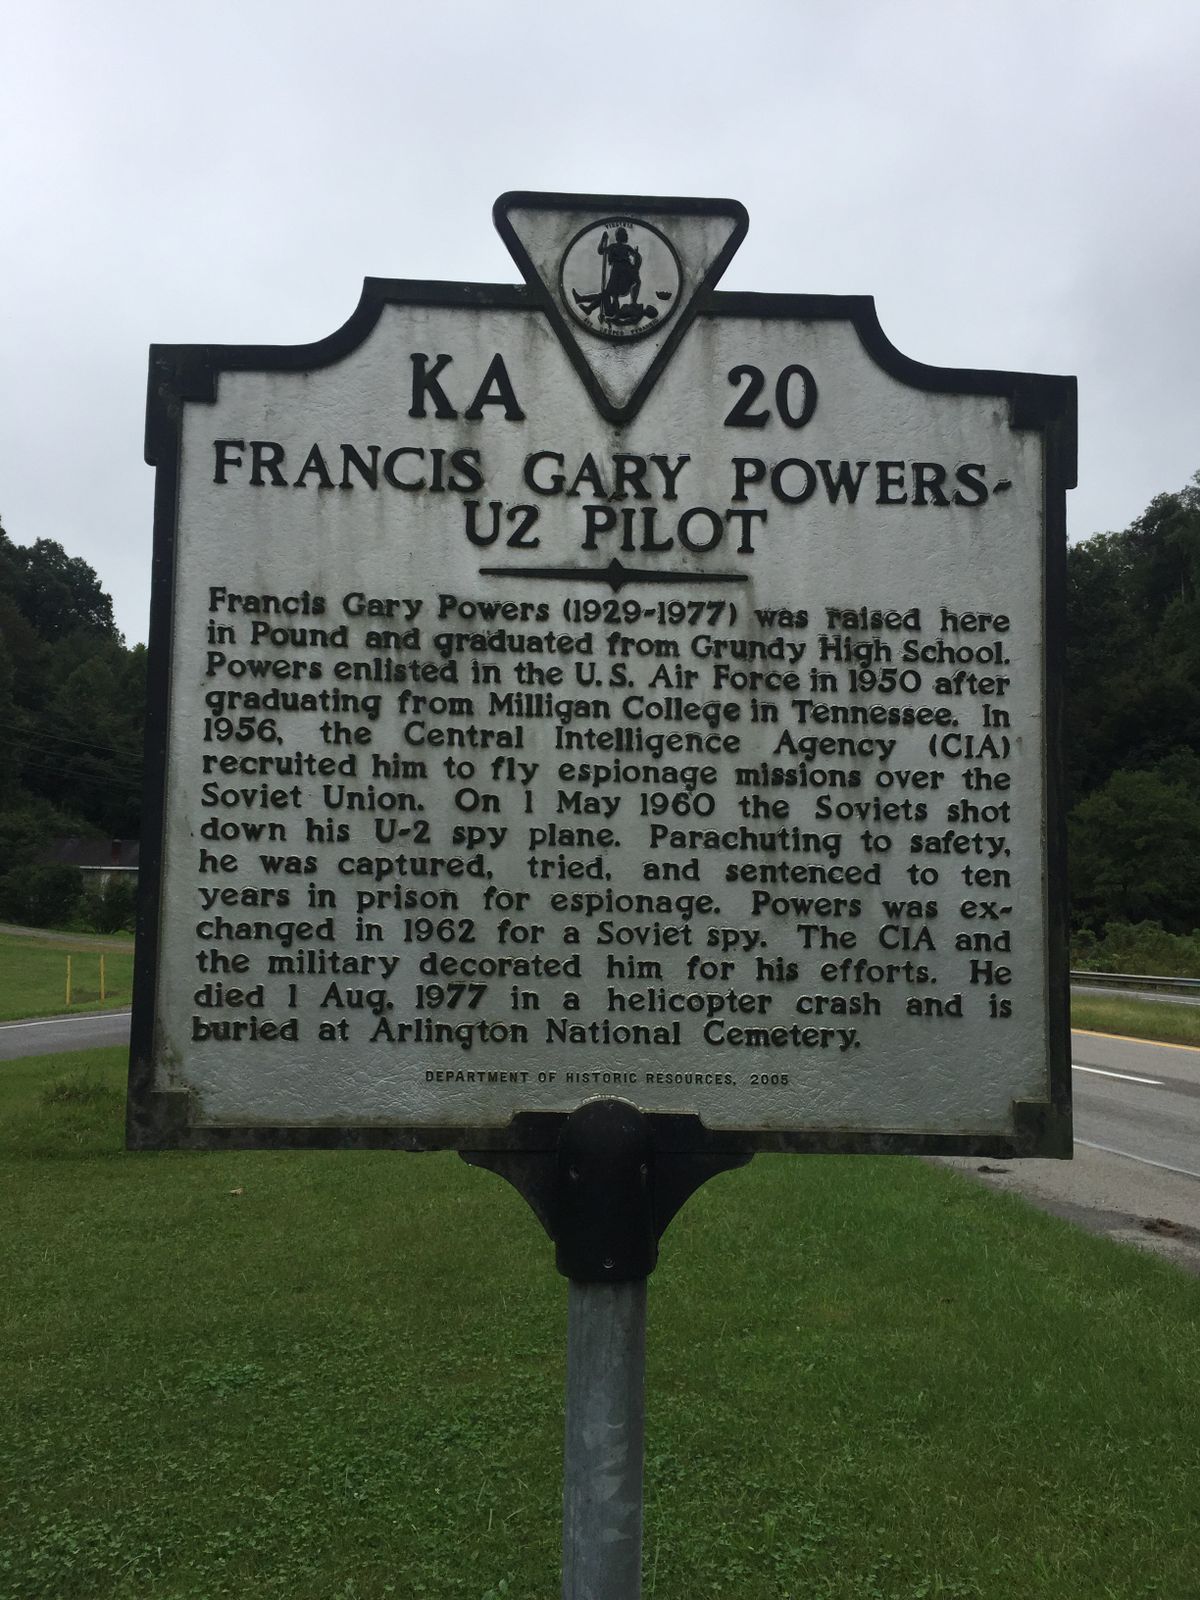 VIRGINIA
KA 20
FRANCIS GARY POWERS-
U2 PILOT
Francis Gary Powers (1929-1977) was raised here
in Pound and graduated from Grundy High School.
Powers enlisted in the U.S. Air Force in 1950 after
graduating from Milligan College in Tennessee. In
1956, the Central Intelligence Agency (CIA)
recruited him to fly espionage missions over the
Soviet Union. On 1 May 1960 the Soviets shot
down his U-2 spy plane. Parachuting to safety,
he was captured, tried, and sentenced to ten
years in prison for espionage. Powers was ex-
changed in 1962 for a Soviet spy. The CIA and
the military decorated him for his efforts. He
died 1 Aug. 1977 in a helicopter crash and is
buried at Arlington National Cemetery.
DEPARTMENT OF HISTORIC RESOURCES, 2005